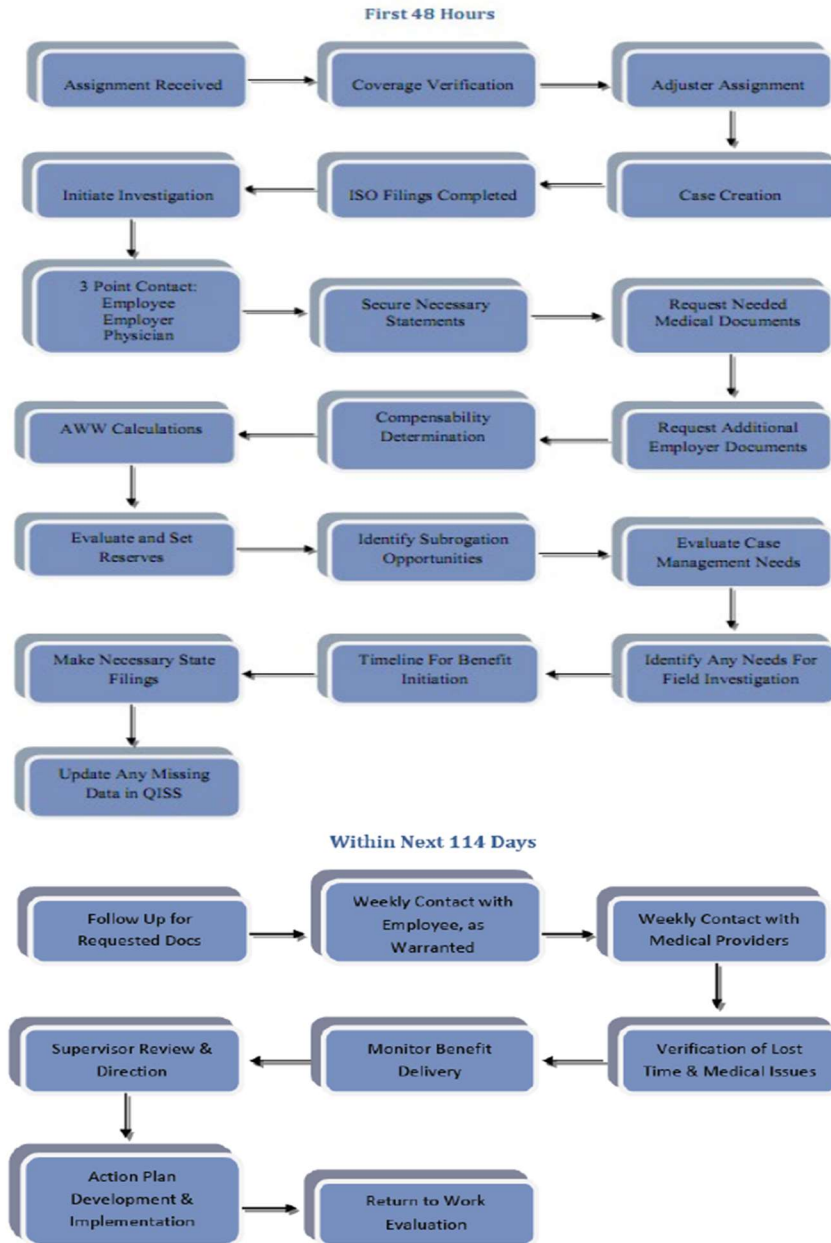 First 48 Hours
Assignment Received
Coverage Verification
Adjuster Assignment
Case Creation
ISO Filings Completed
Initiate Investigation
3 Point Contact:
Employee
Employer
Physician
Secure Necessary
Statements
Request Needed
Medical Documents
Request Additional
Employer Documents
Compensability
Determination
AWW Calculations
Evaluate and Set
Reserves
Identify Subrogation
Opportunities
Evaluate Case
Management Needs
Identify Any Needs For
Field Investigation
Timeline For Benefit
Initiation
Make Necessary State
Filings
Update Any Missing
Data in QISS
Within Next 114 Days
Follow Up for
Requested Docs
Weekly Contact with
Employee, as
Warranted
Weekly Contact with
Medical Providers
Verification of Lost
Time & Medical Issues
Monitor Benefit
Delivery
Supervisor Review &
Direction
Action Plan
Development &
Implementation
Return to Work
Evaluation